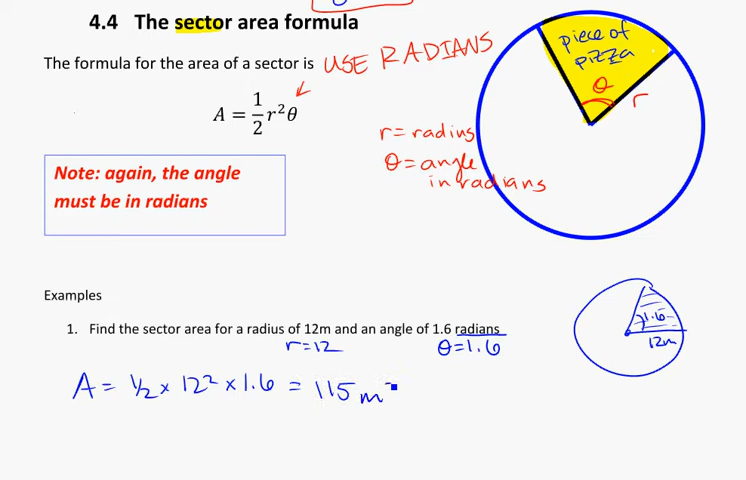 4.4 The sector area formula
The formula for the area of a sector is USE RADIANS
A = 1/2 r²θ
piece of
pizza
θ
r
r = radius
θ = angle
in radians
Note: again, the angle
must be in radians
Examples
1. Find the sector area for a radius of 12m and an angle of 1.6 radians
r = 12 θ = 1.6
1.6
12m
A = 1/2 × 12² × 1.6 = 115 m